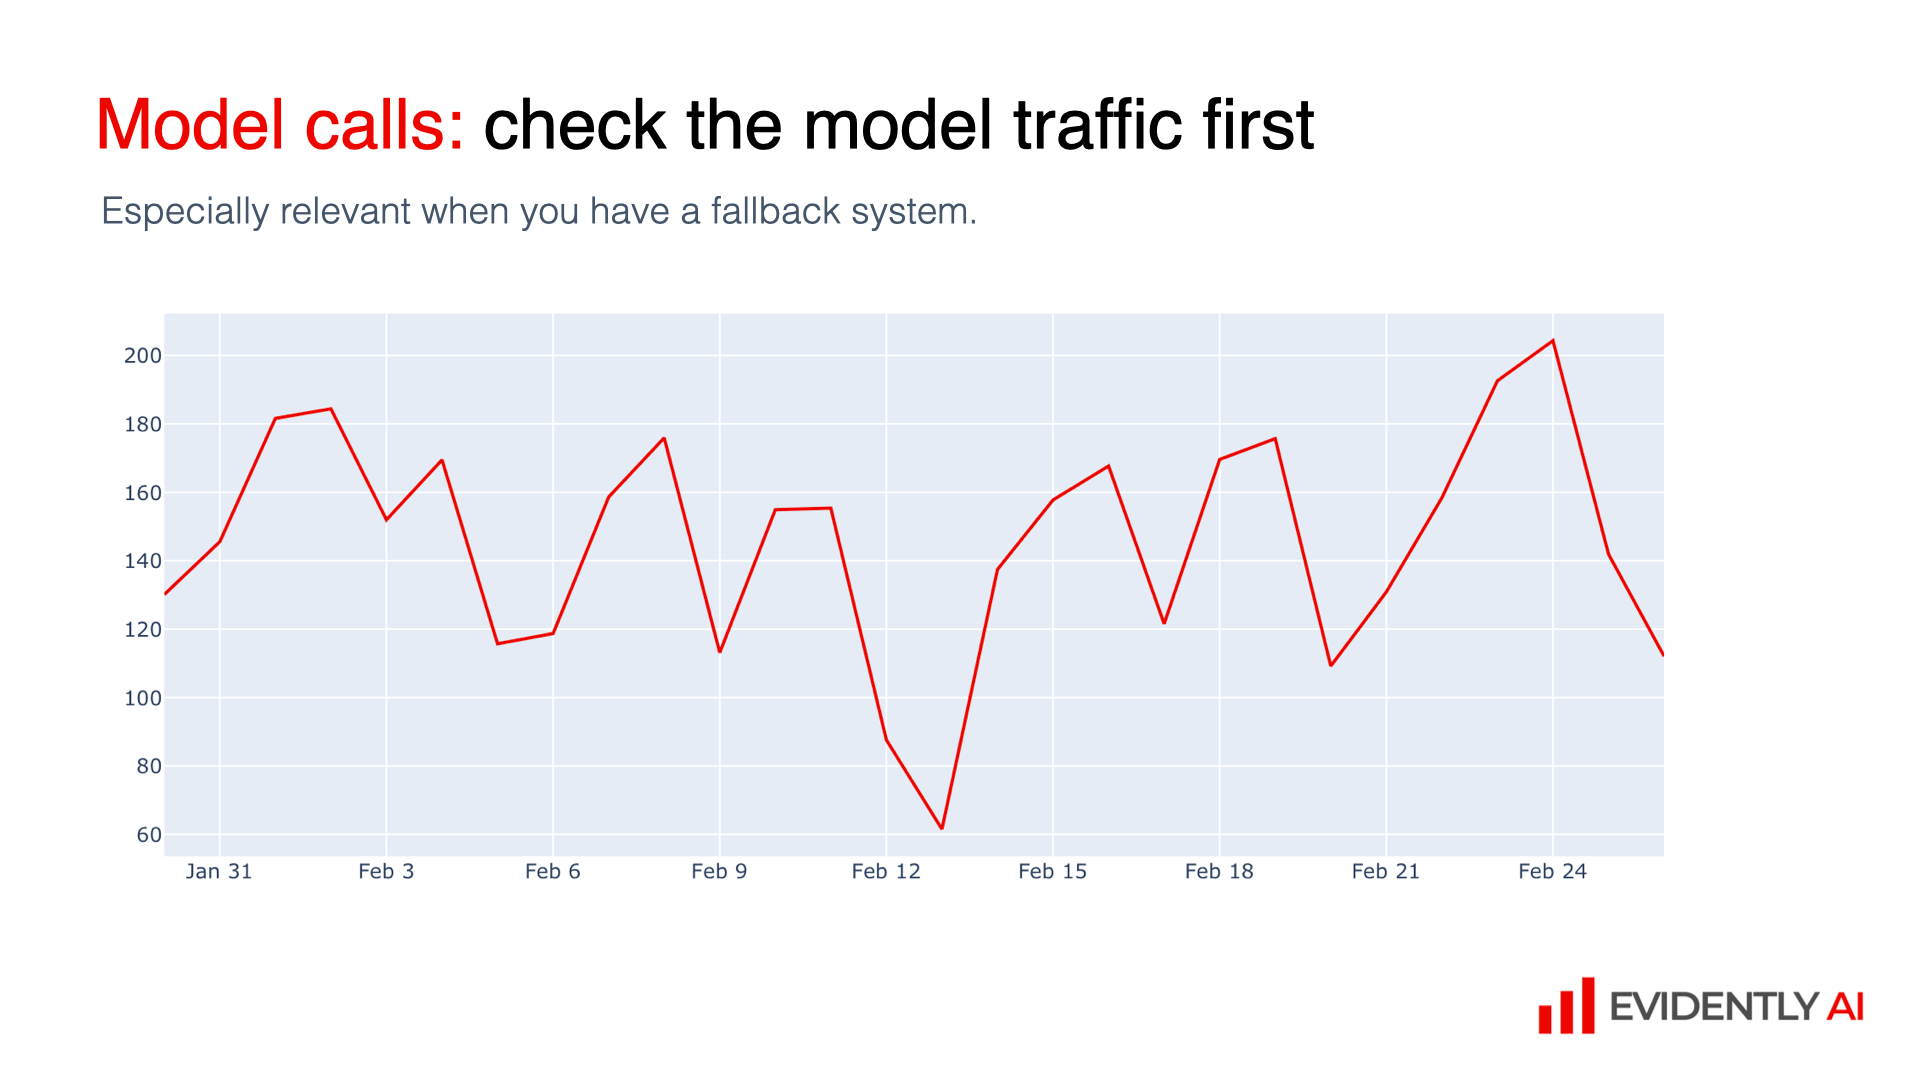 Model calls: check the model traffic first
Especially relevant when you have a fallback system.
200
180
160
140
120
100
80
60
Jan 31 Feb 3 Feb 6 Feb 9 Feb 12 Feb 15 Feb 18 Feb 21 Feb 24
EVIDENTLY AI